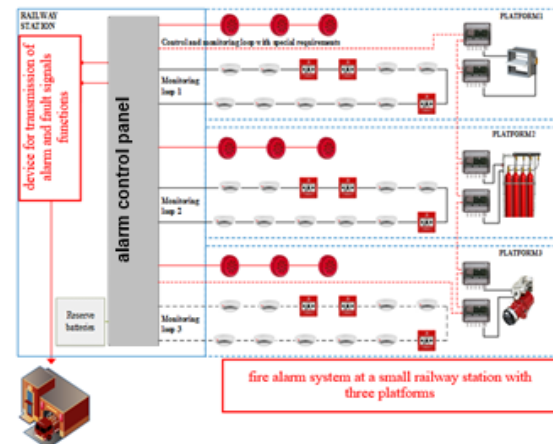 RAILWAY
STATION
PLATFORM1
device for transmission of
alarm and fault signals
functions
alarm control panel
Control and monitoring loop with special requirements
Monitoring
loop 1
PLATFORM2
Monitoring
loop 2
PLATFORM3
Reserve
batteries
Monitoring
loop 3
fire alarm system at a small railway station with
three platforms